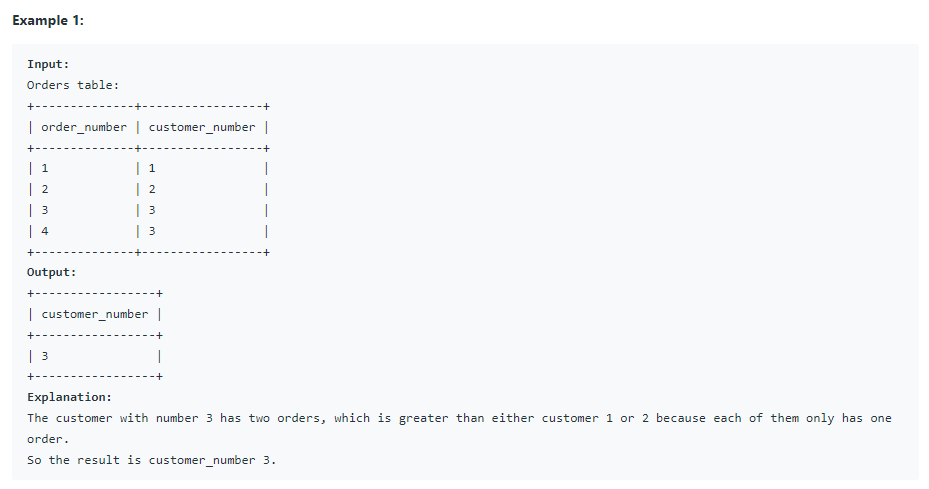 Example 1:
Input:
Orders table:
+--------------+-----------------+
| order_number | customer_number |
+--------------+-----------------+
| 1            | 1               |
| 2            | 2               |
| 3            | 3               |
| 4            | 3               |
+--------------+-----------------+
Output:
+-----------------+
| customer_number |
+-----------------+
| 3               |
+-----------------+
Explanation:
The customer with number 3 has two orders, which is greater than either customer 1 or 2 because each of them only has one
order.
So the result is customer_number 3.